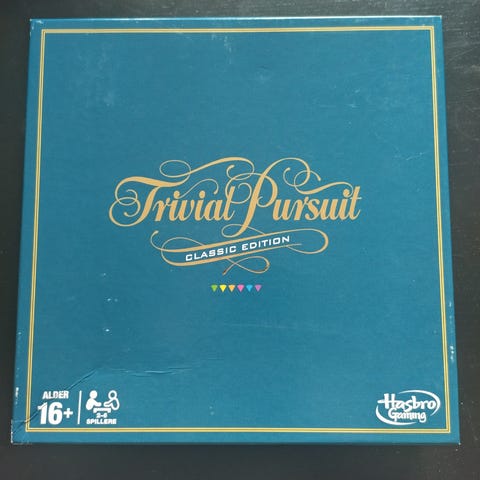 Trivial Pursuit
CLASSIC EDITION
ALDER
16+
2-6
SPILLERE
Hasbro
Gaming